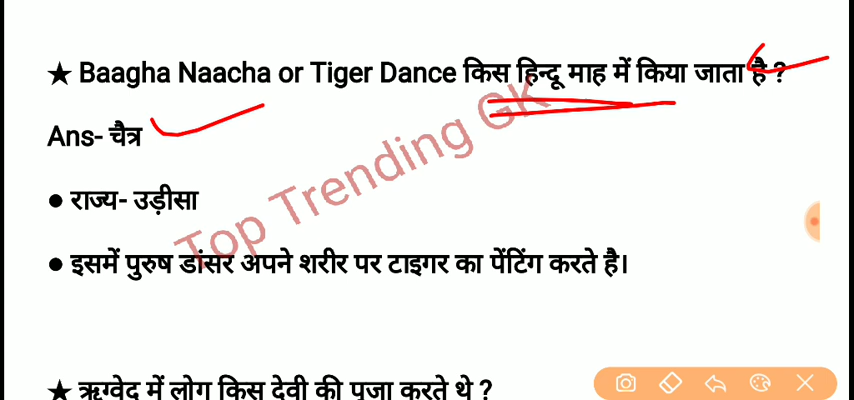 ★ Baagha Naacha or Tiger Dance किस हिन्दू माह में किया जाता है ?
Ans- चैत्र
● राज्य- उड़ीसा
● इसमें पुरुष डांसर अपने शरीर पर टाइगर का पेंटिंग करते है।
★ ऋग्वेद में लोग किस देवी की पूजा करते थे ?
Top Trending GK